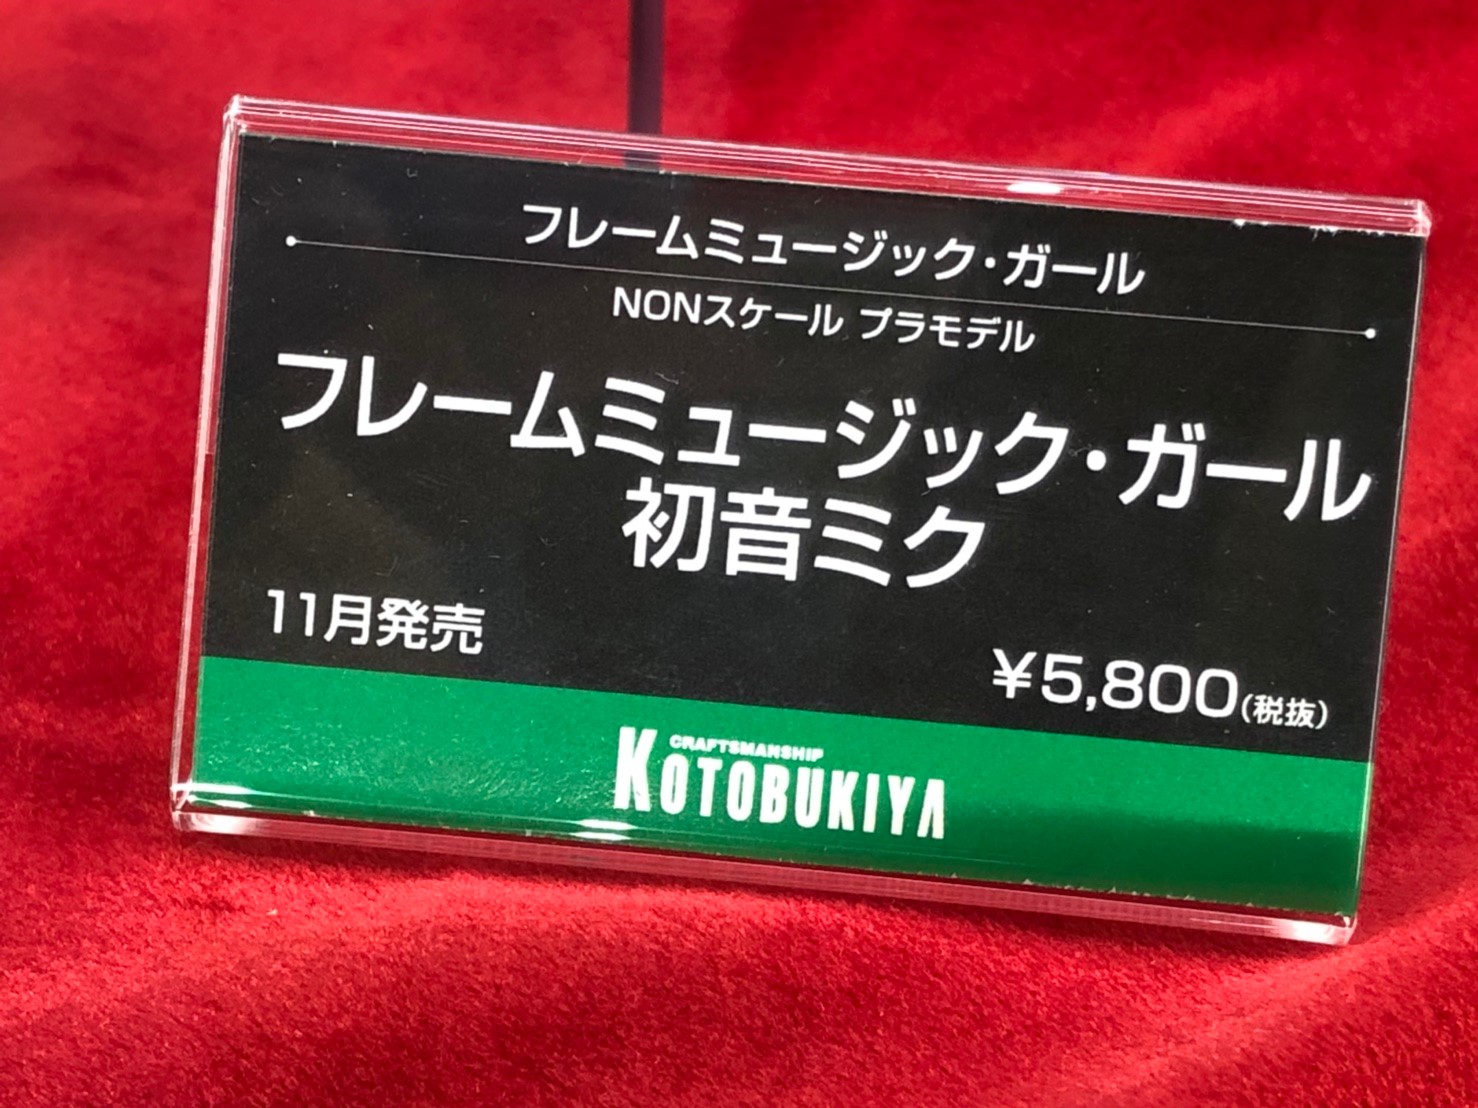 フレームミュージック・ガール
NONスケール プラモデル
フレームミュージック・ガール
初音ミク
11月発売
¥5,800(税抜)
CRAFTSMANSHIP
KOTOBUKIYA